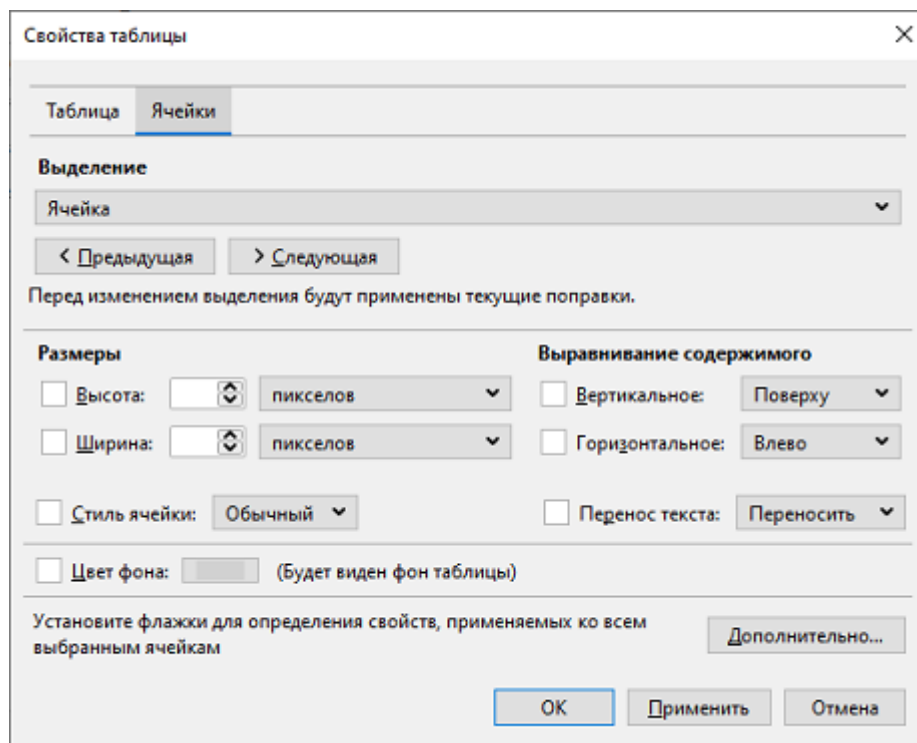 Свойства таблицы
Таблица Ячейки
Выделение
Ячейка
< Предыдущая > Следующая
Перед изменением выделения будут применены текущие поправки.
Размеры Выравнивание содержимого
Высота: пикселов Вертикальное: Поверху
Ширина: пикселов Горизонтальное: Влево
Стиль ячейки: Обычный Перенос текста: Переносить
Цвет фона: (Будет виден фон таблицы)
Установите флажки для определения свойств, применяемых ко всем
выбранным ячейкам Дополнительно...
ОК Применить Отмена